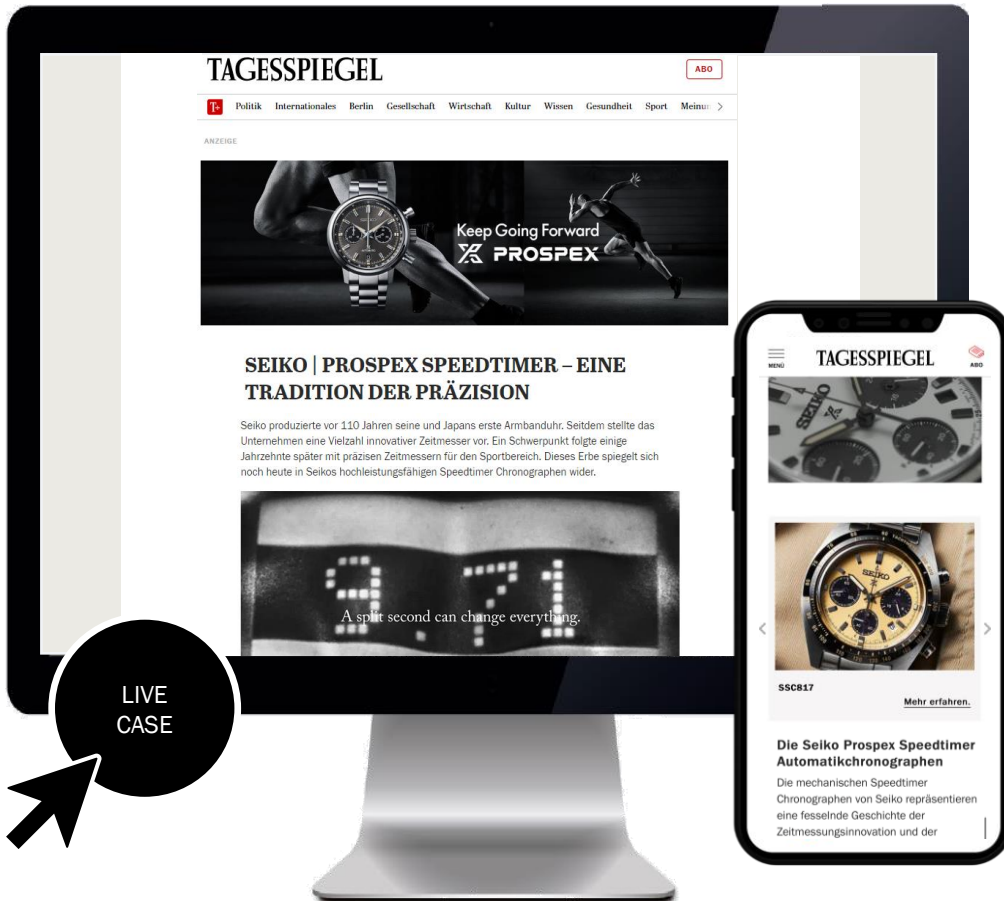 TAGESSPIEGEL
ABO
T+ Politik Internationales Berlin Gesellschaft Wirtschaft Kultur Wissen Gesundheit Sport
ANZEIGE
Keep Going Forward
PROSPEX
SEIKO | PROSPEX SPEEDTIMER – EINE
TRADITION DER PRÄZISION
Seiko produzierte vor 110 Jahren seine und Japans erste Armbanduhr. Seitdem stellte das
Unternehmen eine Vielzahl innovativer Zeitmesser vor. Ein Schwerpunkt folgte einige
Jahrzehnte später mit präzisen Zeitmessern für den Sportbereich. Dieses Erbe spiegelt sich
noch heute in Seikos hochleistungsfähigen Speedtimer Chronographen wider.
9.71
A split second can change everything.
LIVE
CASE
MENÜ
TAGESSPIEGEL
ABO
SEIKO
60
30
SEIKO
SSC817
Mehr erfahren.
Die Seiko Prospex Speedtimer
Automatikchronographen
Die mechanischen Speedtimer
Chronographen von Seiko repräsentieren
eine fesselnde Geschichte der
Zeitmessungsinnovation und der